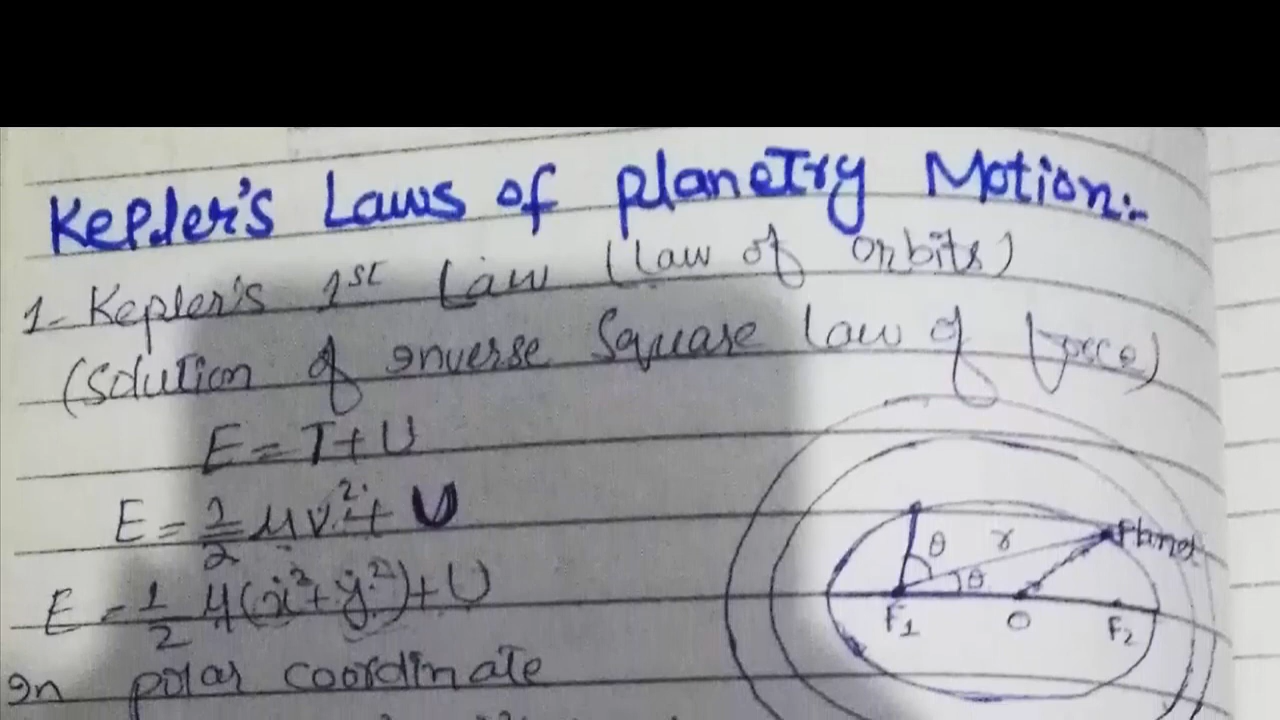 Kepler's Laws of planetry Motion:-
1- Kepler's 1st Law (Law of orbits)
(Solution of Inverse Square Law of force)
E = T + U
E = 1/2 μv² + U
E = 1/2 μ(ẋ² + ẏ²) + U
In polar coordinate
θ r Planet
θ
F₁ O F₂